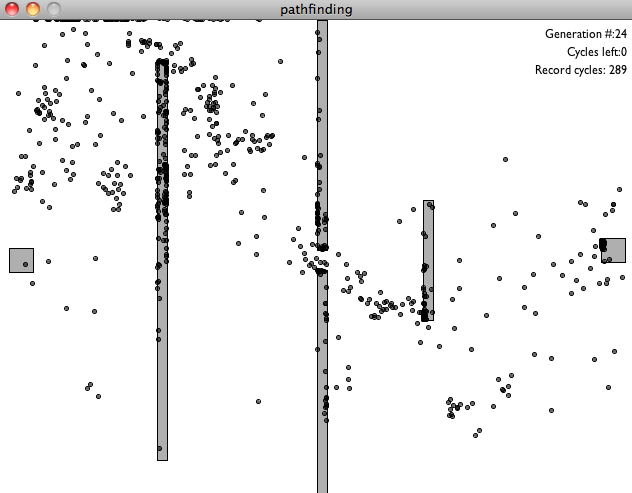 pathfinding
Generation #:24
Cycles left:0
Record cycles: 289